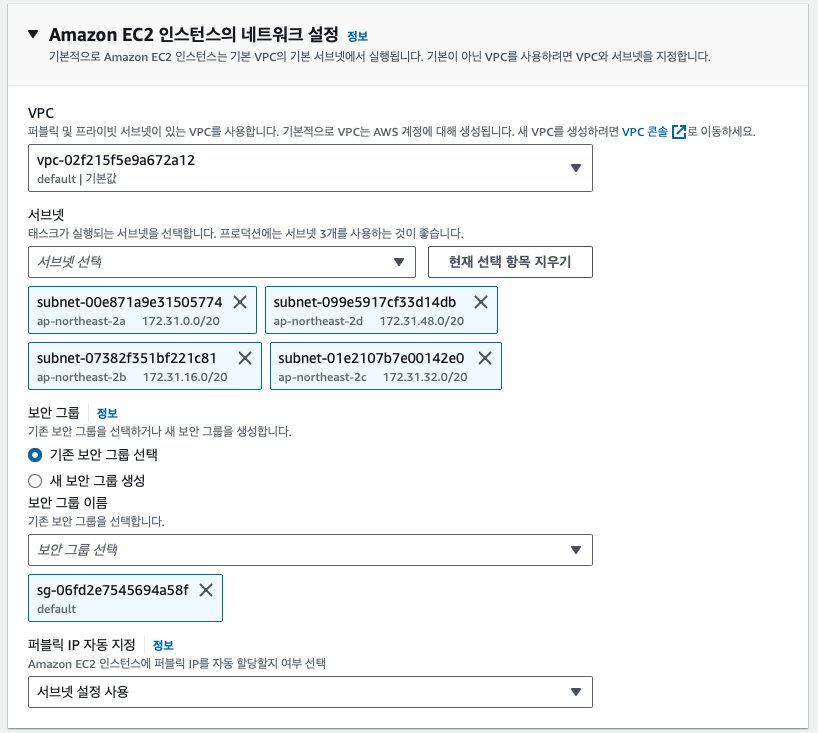 Amazon EC2 인스턴스의 네트워크 설정 정보
기본적으로 Amazon EC2 인스턴스는 기본 VPC의 기본 서브넷에서 실행됩니다. 기본이 아닌 VPC를 사용하려면 VPC와 서브넷을 지정합니다.
VPC
퍼블릭 및 프라이빗 서브넷이 있는 VPC를 사용합니다. 기본적으로 VPC는 AWS 계정에 대해 생성됩니다. 새 VPC를 생성하려면 VPC 콘솔로 이동하세요.
vpc-02f215f5e9a672a12
default | 기본값
서브넷
태스크가 실행되는 서브넷을 선택합니다. 프로덕션에는 서브넷 3개를 사용하는 것이 좋습니다.
서브넷 선택 현재 선택 항목 지우기
subnet-00e871a9e31505774 subnet-099e5917cf33d14db
ap-northeast-2a 172.31.0.0/20 ap-northeast-2d 172.31.48.0/20
subnet-07382f351bf221c81 subnet-01e2107b7e00142e0
ap-northeast-2b 172.31.16.0/20 ap-northeast-2c 172.31.32.0/20
보안 그룹 정보
기존 보안 그룹을 선택하거나 새 보안 그룹을 생성합니다.
기존 보안 그룹 선택
새 보안 그룹 생성
보안 그룹 이름
기존 보안 그룹을 선택합니다.
보안 그룹 선택
sg-06fd2e7545694a58f
default
퍼블릭 IP 자동 지정 정보
Amazon EC2 인스턴스에 퍼블릭 IP를 자동 할당할지 여부 선택
서브넷 설정 사용